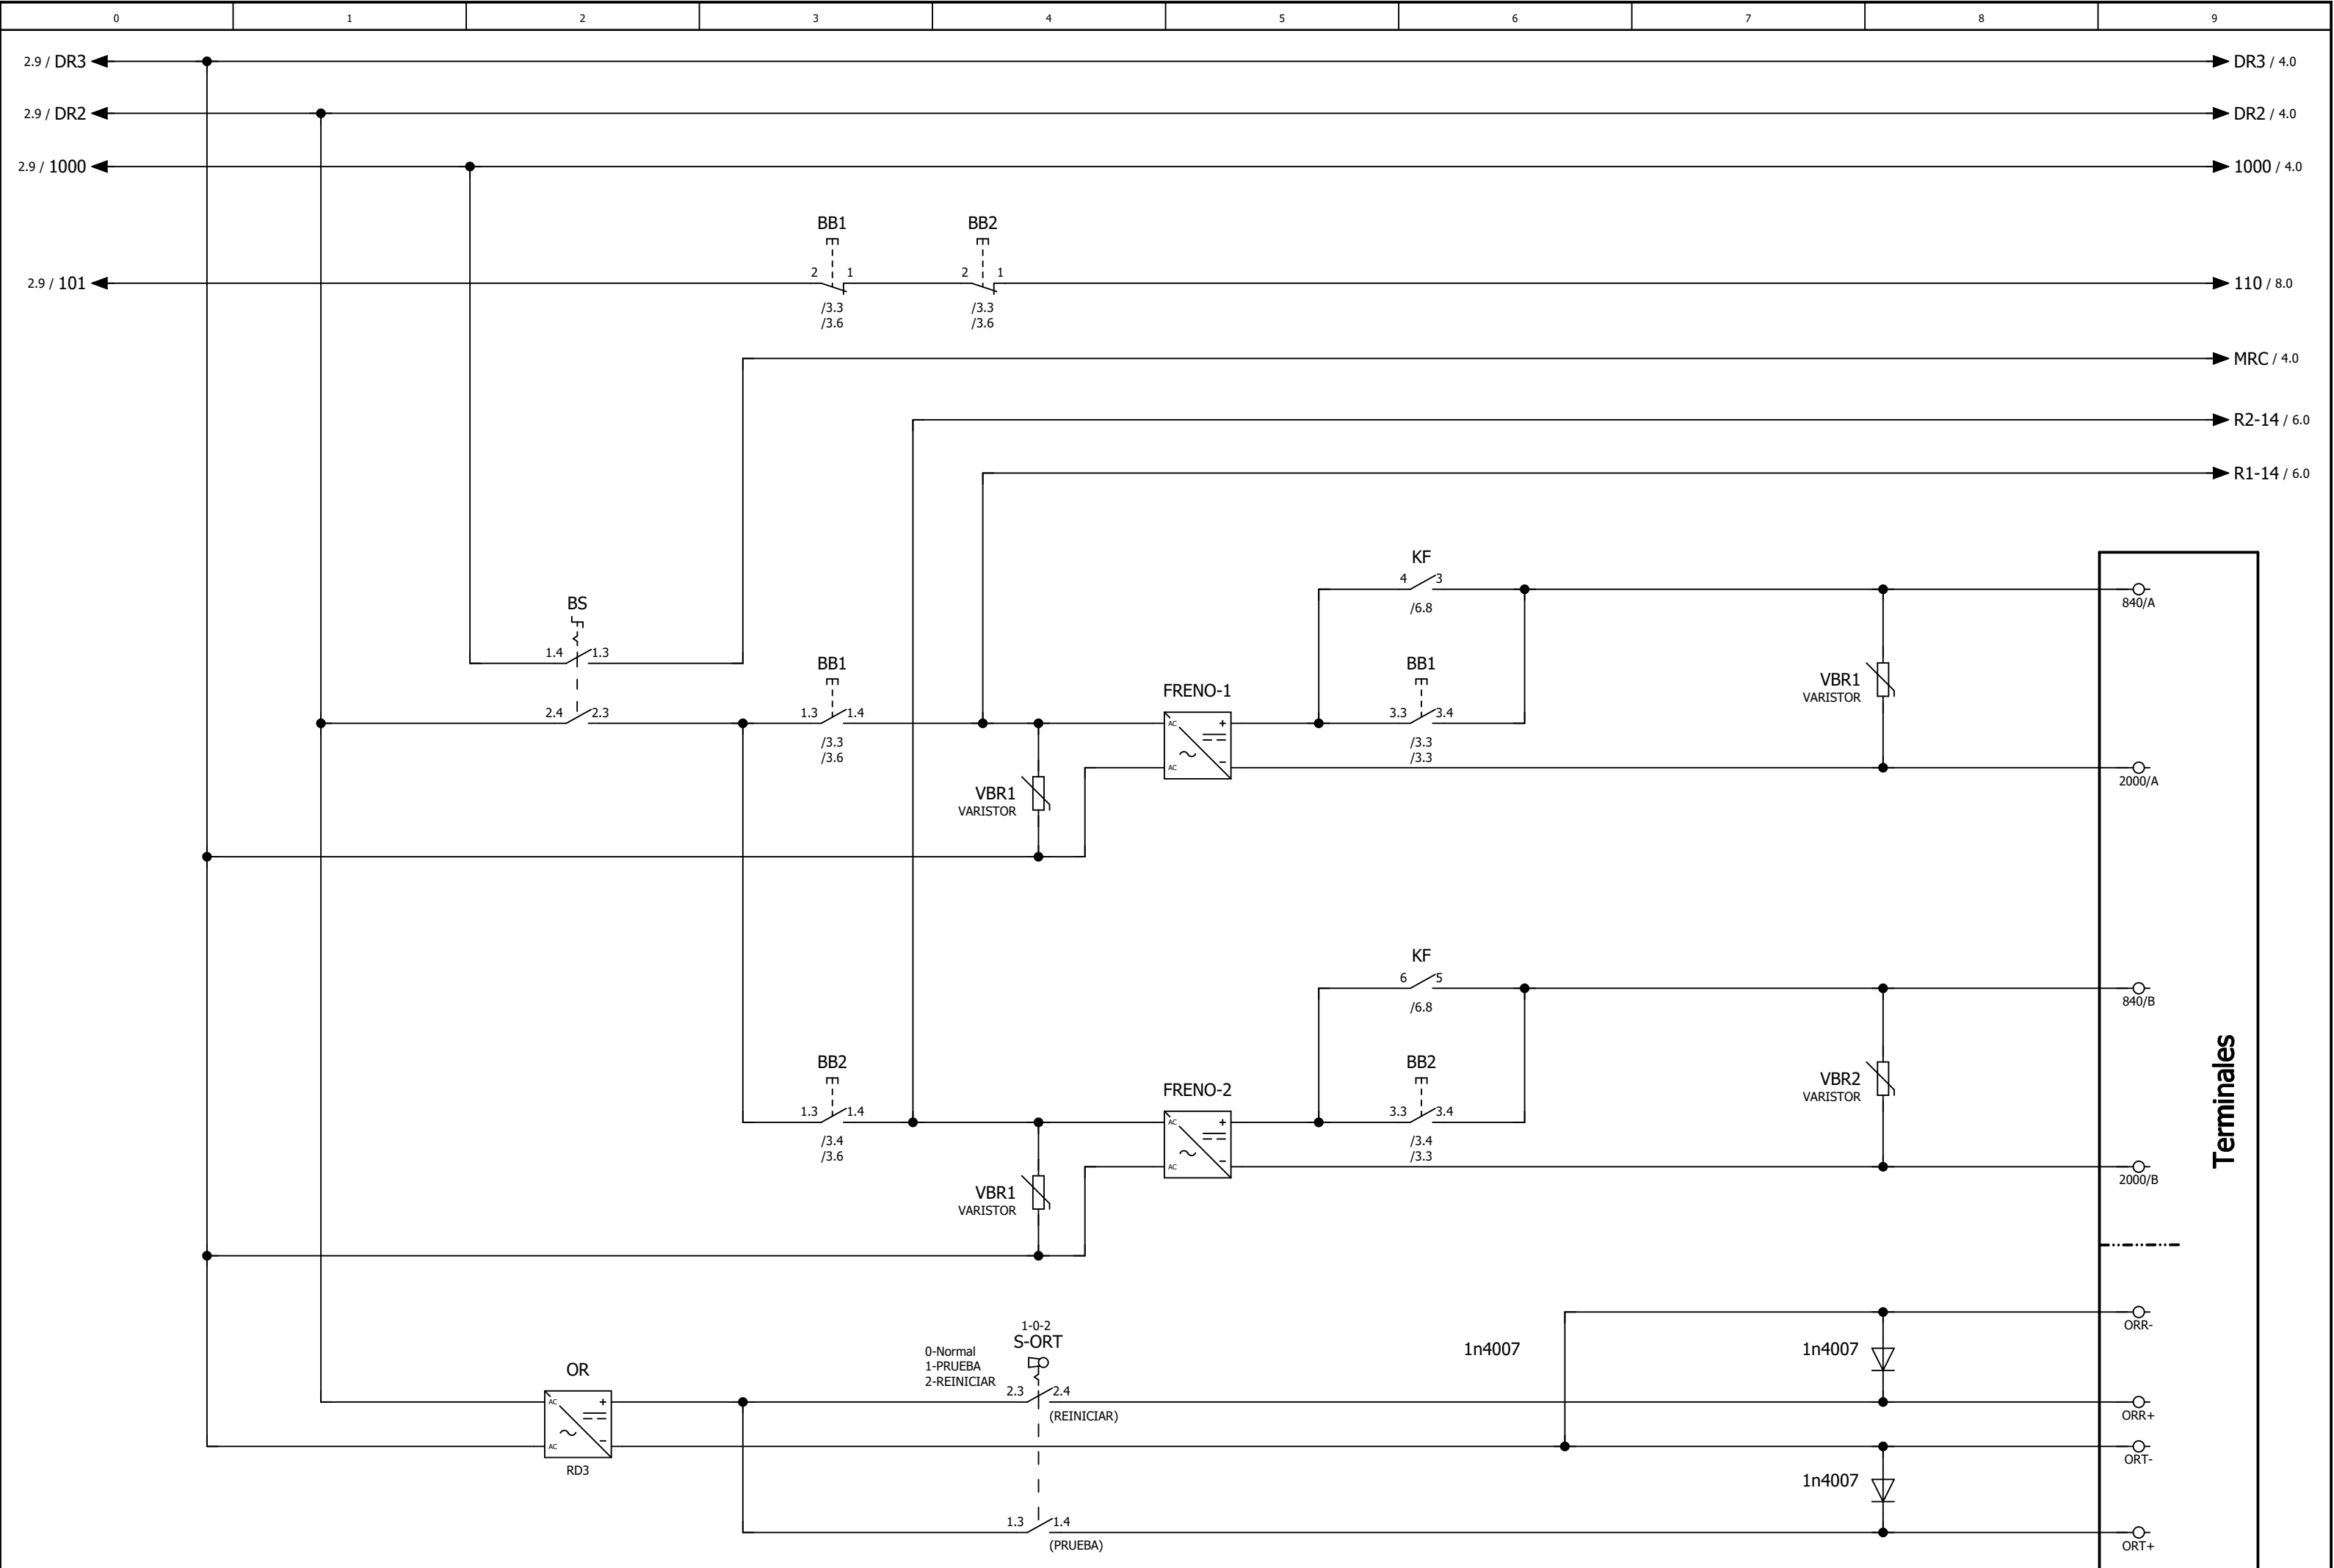 0 1 2 3 4 5 6 7 8 9
2.9 / DR3
DR3 / 4.0
2.9 / DR2
DR2 / 4.0
2.9 / 1000
1000 / 4.0
BB1
BB2
2 1
2 1
2.9 / 101
110 / 8.0
/3.3
/3.6
/3.3
/3.6
MRC / 4.0
R2-14 / 6.0
R1-14 / 6.0
KF
4 3
/6.8
840/A
BS
1.4 1.3
2.4 2.3
BB1
1.3 1.4
/3.3
/3.6
FRENO-1
AC +
AC -
BB1
3.3 3.4
/3.3
/3.3
VBR1
VARISTOR
2000/A
VBR1
VARISTOR
KF
6 5
/6.8
840/B
BB2
1.3 1.4
/3.4
/3.6
FRENO-2
AC +
AC -
BB2
3.3 3.4
/3.4
/3.3
VBR2
VARISTOR
2000/B
Terminales
VBR1
VARISTOR
1-0-2
S-ORT
0-Normal
1-PRUEBA
2-REINICIAR
2.3 2.4
(REINICIAR)
1n4007
1n4007
ORR-
OR
AC +
AC -
RD3
ORR+
ORT-
1n4007
1.3 1.4
(PRUEBA)
ORT+